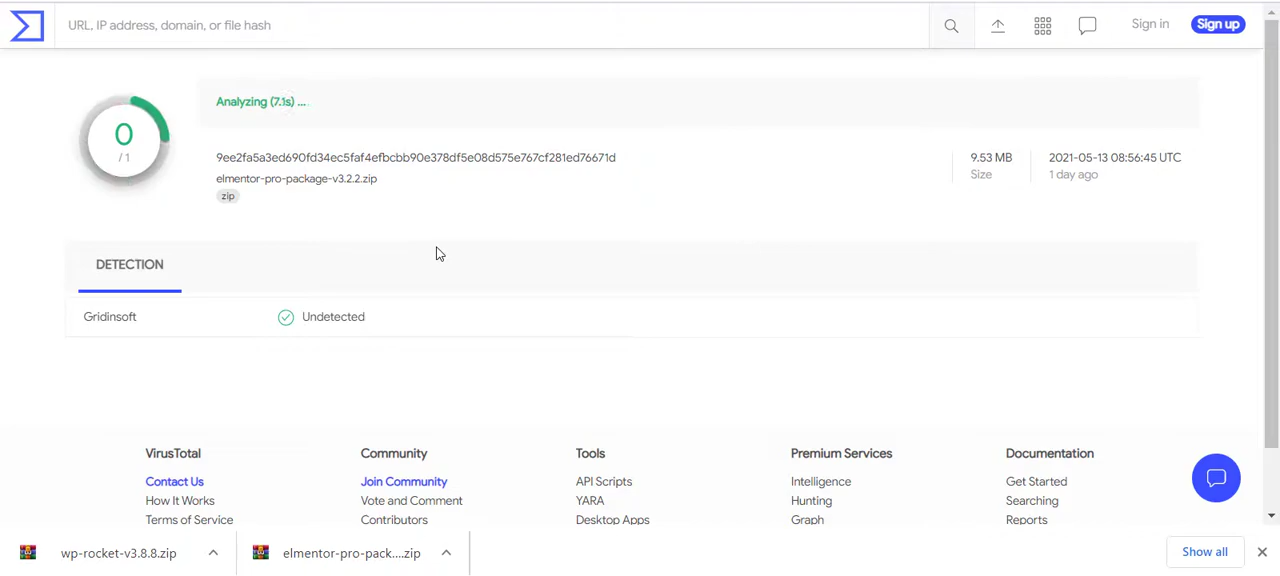 URL, IP address, domain, or file hash
Sign in
Sign up
0
/ 1
Analyzing (7.1s) ...
9ee2fa5a3ed690fd34ec5faf4efbcbb90e378df5e08d575e767cf281ed76671d
elmentor-pro-package-v3.2.2.zip
zip
9.53 MB
Size
2021-05-13 08:56:45 UTC
1 day ago
DETECTION
Gridinsoft
Undetected
VirusTotal
Contact Us
How It Works
Terms of Service
Community
Join Community
Vote and Comment
Contributors
Tools
API Scripts
YARA
Desktop Apps
Premium Services
Intelligence
Hunting
Graph
Documentation
Get Started
Searching
Reports
wp-rocket-v3.8.8.zip
elmentor-pro-pack....zip
Show all